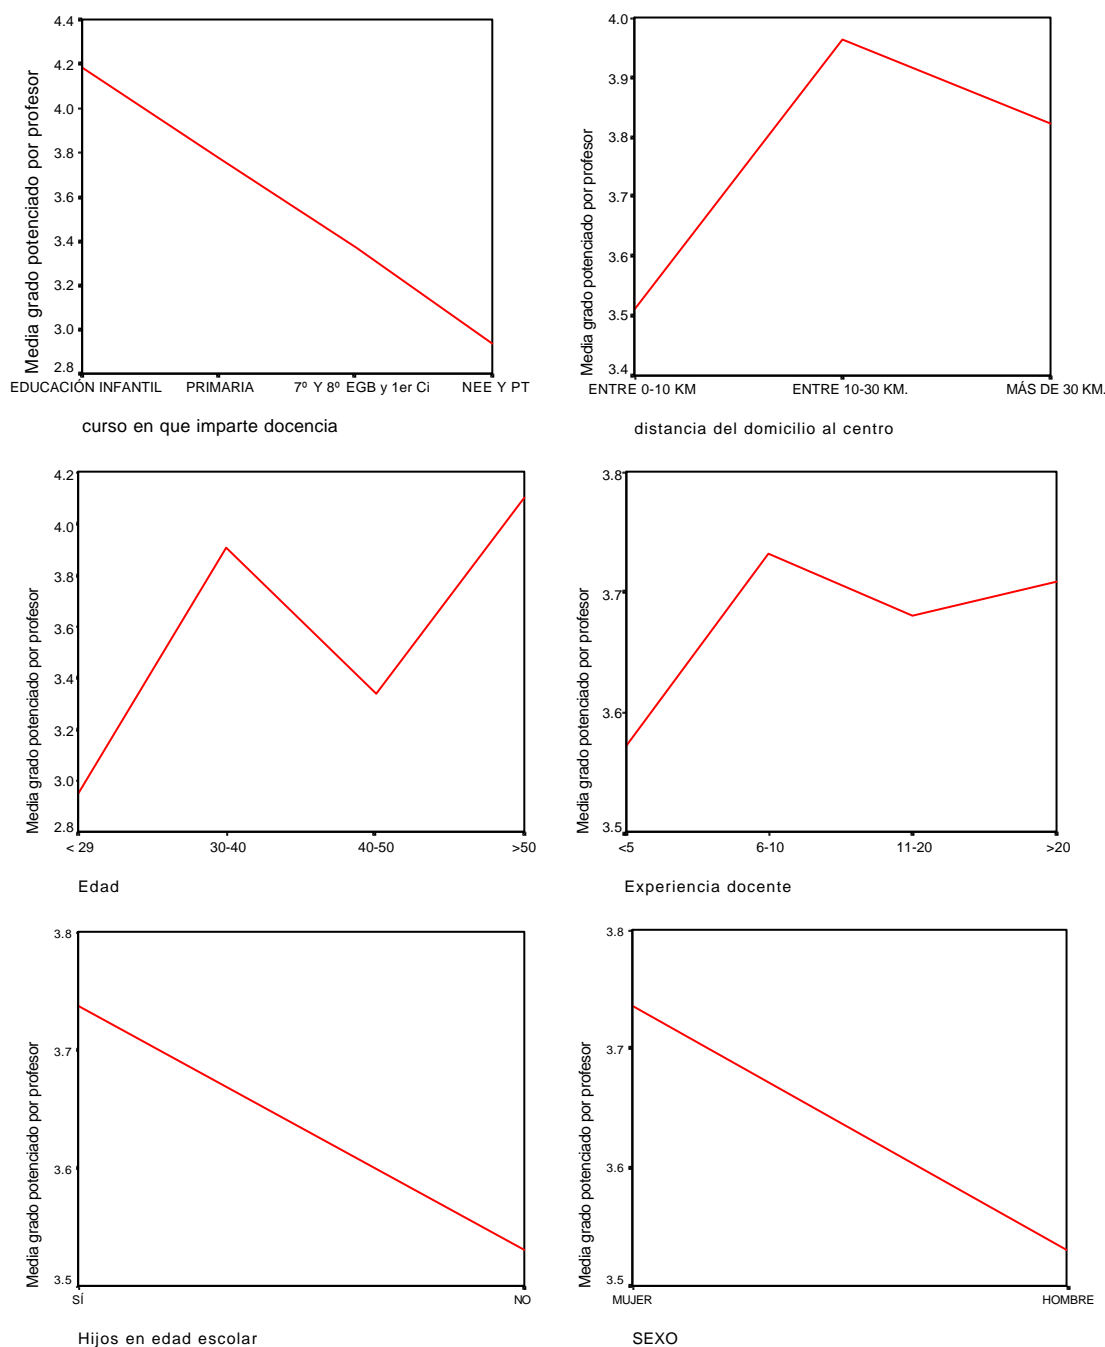 Media grado potenciado por profesor
4.4
4.2
4.0
3.8
3.6
3.4
3.2
3.0
2.8
EDUCACIÓN INFANTIL PRIMARIA 7º Y 8º EGB y 1er Ci NEE Y PT
curso en que imparte docencia
Media grado potenciado por profesor
4.0
3.9
3.8
3.7
3.6
3.5
3.4
ENTRE 0-10 KM ENTRE 10-30 KM. MÁS DE 30 KM.
distancia del domicilio al centro
Media grado potenciado por profesor
4.2
4.0
3.8
3.6
3.4
3.2
3.0
2.8
< 29 30-40 40-50 >50
Edad
Media grado potenciado por profesor
3.8
3.7
3.6
3.5
<5 6-10 11-20 >20
Experiencia docente
Media grado potenciado por profesor
3.8
3.7
3.6
3.5
SÍ NO
Hijos en edad escolar
Media grado potenciado por profesor
3.8
3.7
3.6
3.5
MUJER HOMBRE
SEXO